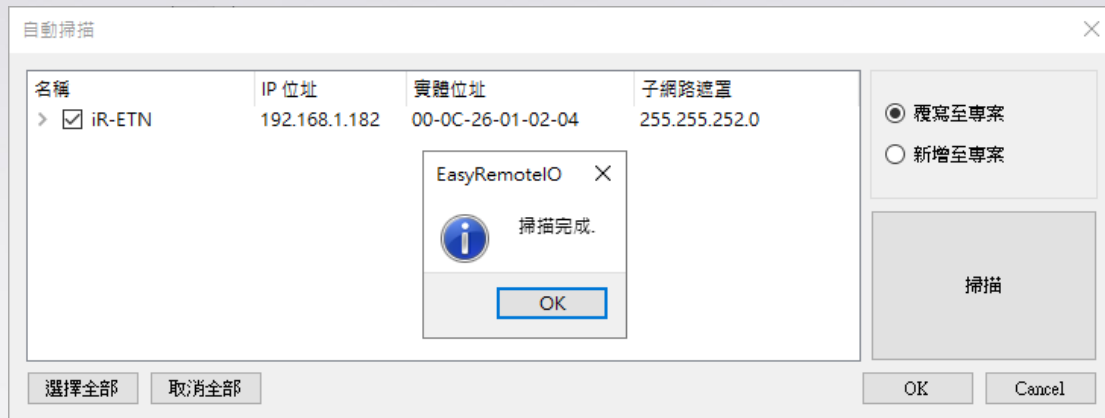 自動掃描
名稱 IP 位址 實體位址 子網路遮罩
iR-ETN 192.168.1.182 00-0C-26-01-02-04 255.255.252.0
覆寫至專案
新增至專案
EasyRemoteIO
掃描完成.
OK
掃描
選擇全部 取消全部 OK Cancel